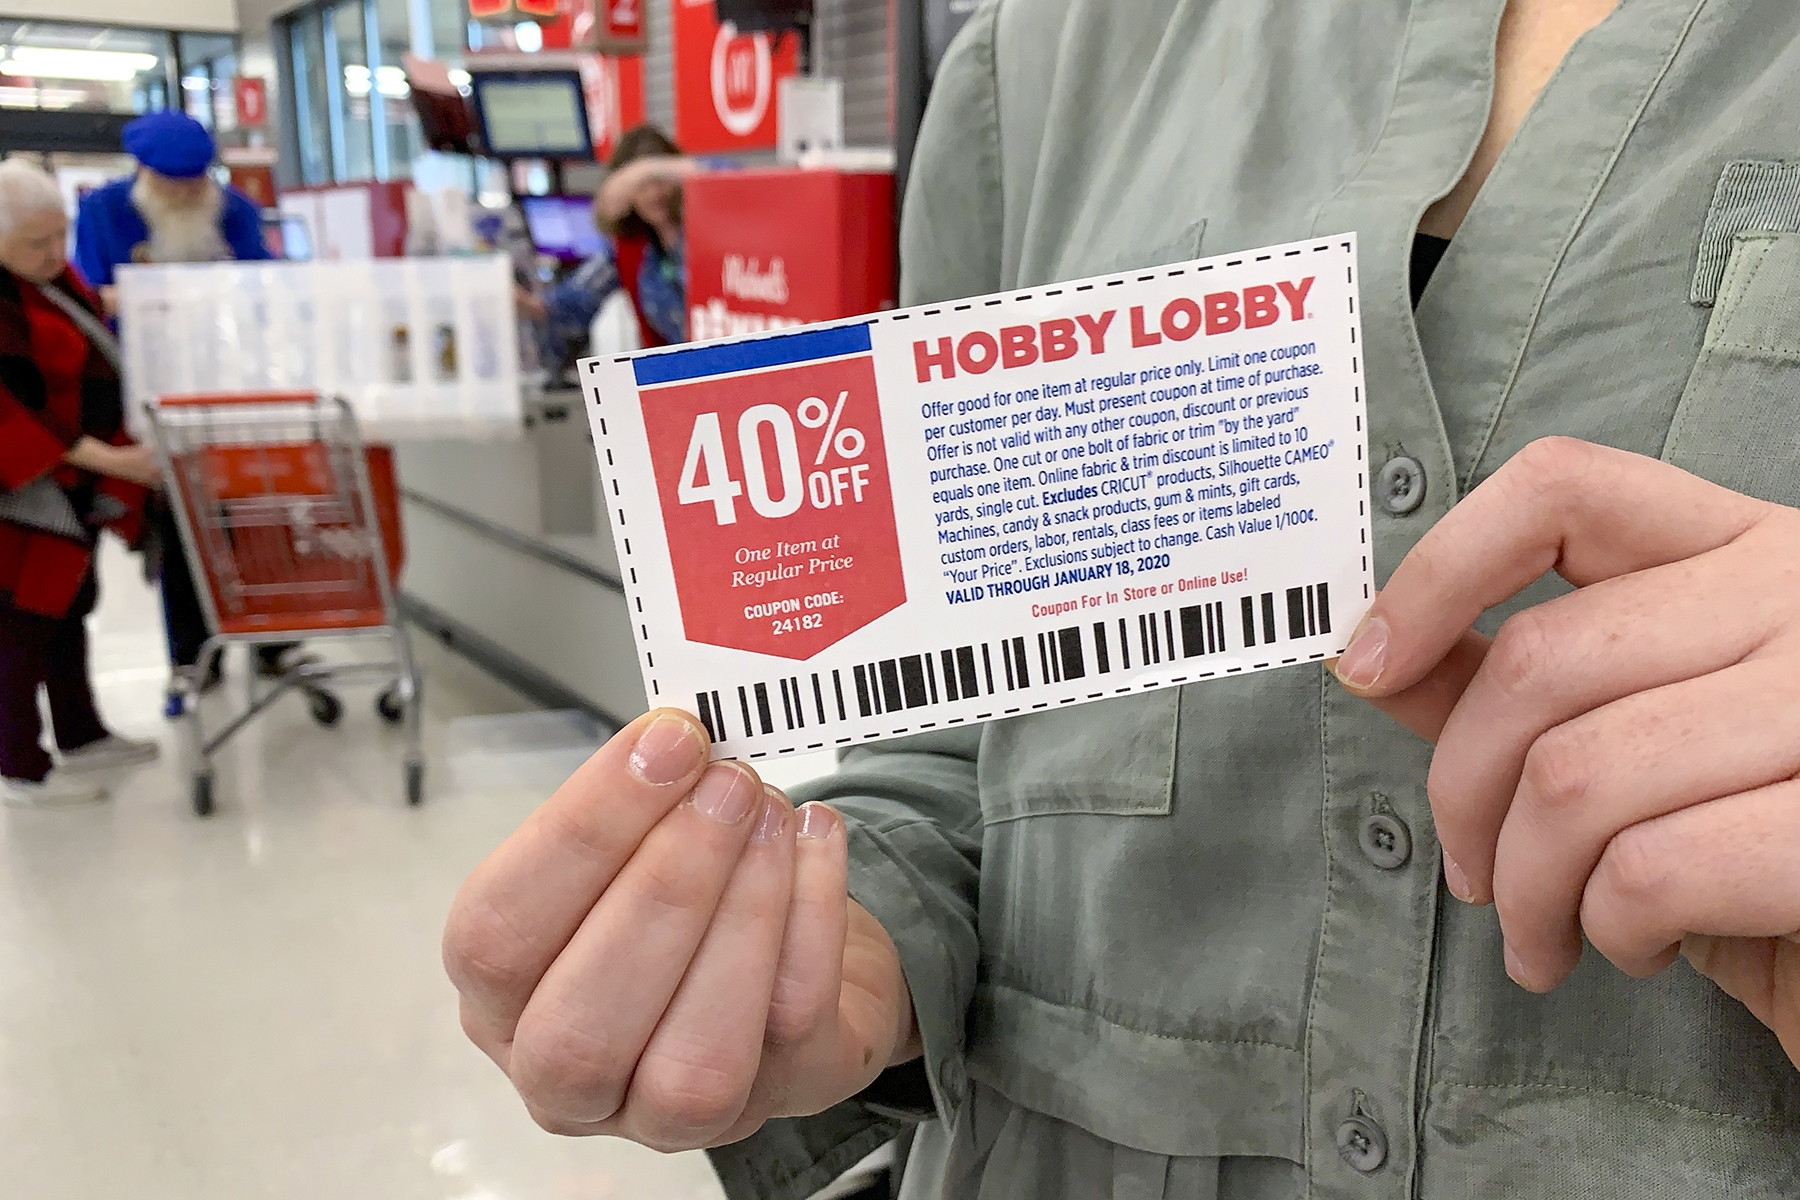 Michaels
REWARDS
HOBBY LOBBY®
40% OFF
One Item at
Regular Price
COUPON CODE:
24182
Offer good for one item at regular price only. Limit one coupon
per customer per day. Must present coupon at time of purchase.
Offer is not valid with any other coupon, discount or previous
purchase. One cut or one bolt of fabric or trim "by the yard"
equals one item. Online fabric & trim discount is limited to 10
yards, single cut. Excludes CRICUT® products, Silhouette CAMEO®
Machines, candy & snack products, gum & mints, gift cards,
custom orders, labor, rentals, class fees or items labeled
"Your Price". Exclusions subject to change. Cash Value 1/100¢.
VALID THROUGH JANUARY 18, 2020
Coupon For In Store or Online Use!